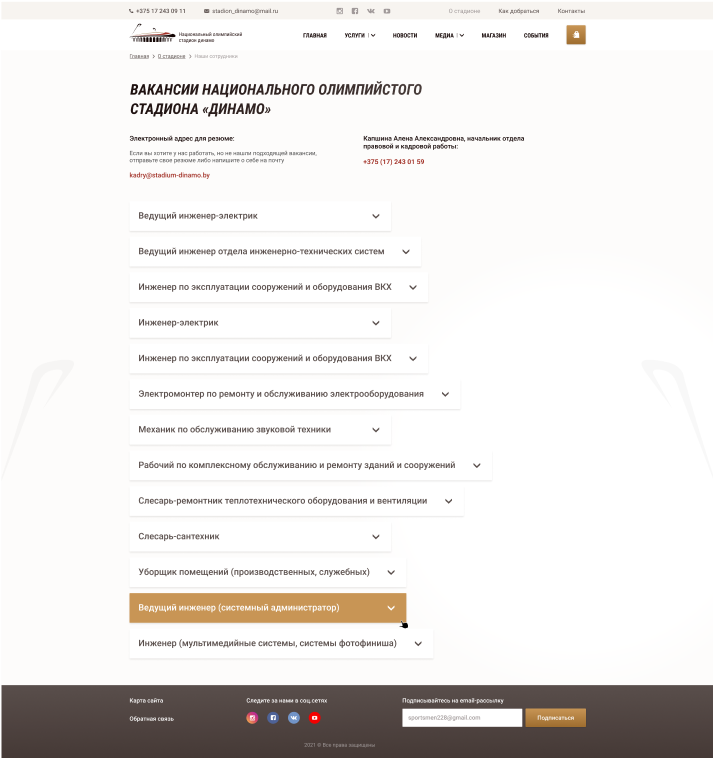 +375 17 243 09 11
stadion_dinamo@mail.ru
О стадионе
Как добраться
Контакты
Национальный олимпийский
стадион динамо
ГЛАВНАЯ
УСЛУГИ
НОВОСТИ
МЕДИА
МАГАЗИН
СОБЫТИЯ
Главная > О стадионе > Наши сотрудники
ВАКАНСИИ НАЦИОНАЛЬНОГО ОЛИМПИЙСТОГО
СТАДИОНА «ДИНАМО»
Электронный адрес для резюме:
Если вы хотите у нас работать, но не нашли подходящей вакансии,
отправьте свое резюме либо напишите о себе на почту
kadry@stadium-dinamo.by
Капшина Алена Александровна, начальник отдела
правовой и кадровой работы:
+375 (17) 243 01 59
Ведущий инженер-электрик
Ведущий инженер отдела инженерно-технических систем
Инженер по эксплуатации сооружений и оборудования ВКХ
Инженер-электрик
Инженер по эксплуатации сооружений и оборудования ВКХ
Электромонтер по ремонту и обслуживанию электрооборудования
Механик по обслуживанию звуковой техники
Рабочий по комплексному обслуживанию и ремонту зданий и сооружений
Слесарь-ремонтник теплотехнического оборудования и вентиляции
Слесарь-сантехник
Уборщик помещений (производственных, служебных)
Ведущий инженер (системный администратор)
Инженер (мультимедийные системы, системы фотофиниша)
Карта сайта
Обратная связь
Следите за нами в соц.сетях
Подписывайтесь на email-рассылку
sportsmen228@gmail.com
Подписаться
2021 © Все права защищены